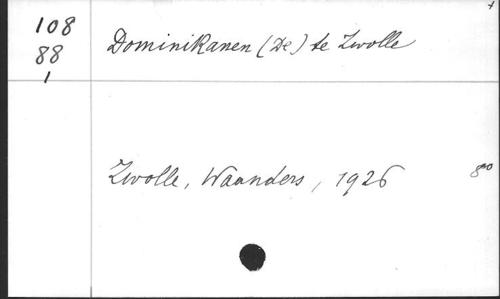 108
88
1
Dominikanen (De) te Zwolle
Zwolle, Waanders, 1926
8°